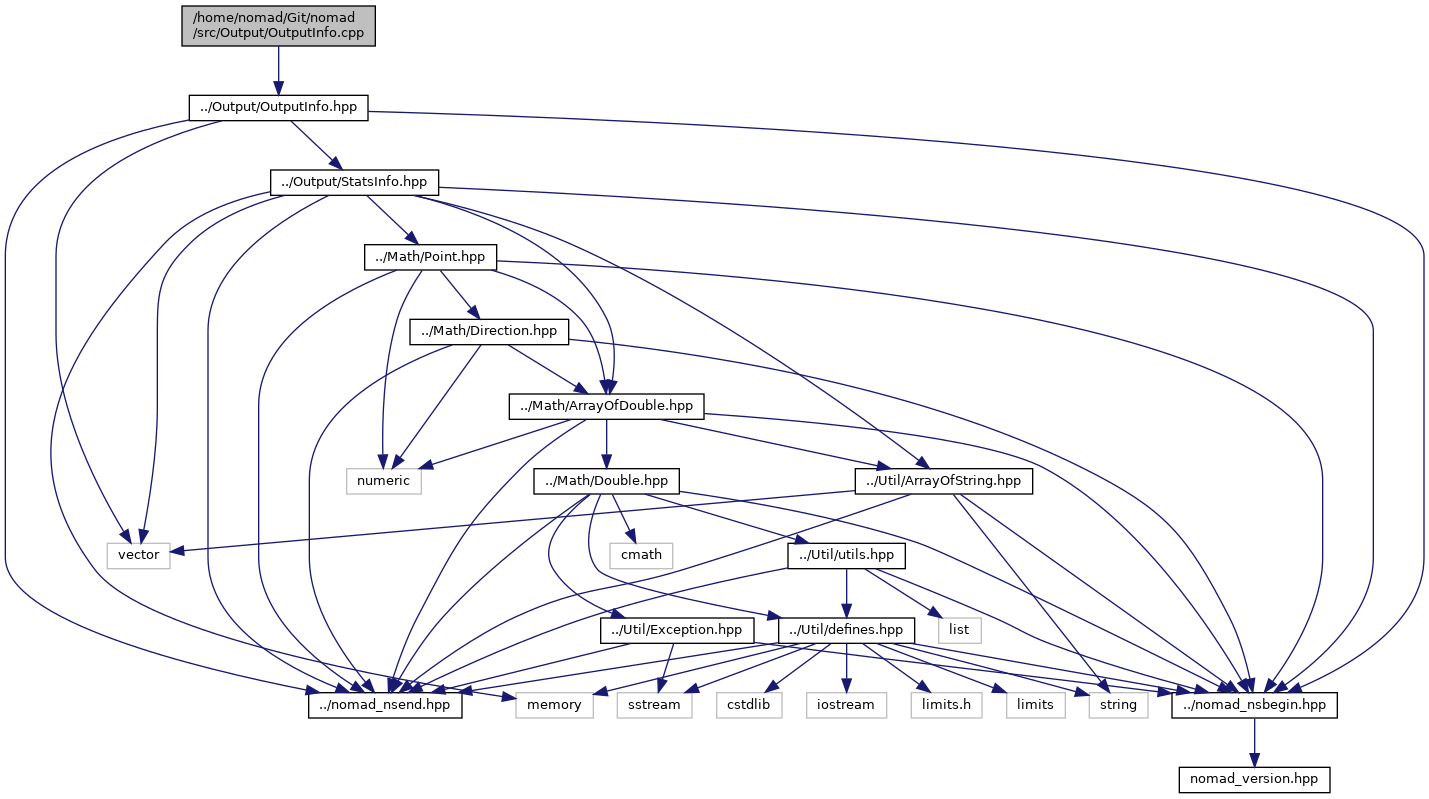 /home/nomad/Git/nomad
/src/Output/OutputInfo.cpp
../Output/OutputInfo.hpp
../Output/StatsInfo.hpp
../Math/Point.hpp
../Math/Direction.hpp
../Math/ArrayOfDouble.hpp
numeric
../Math/Double.hpp
../Util/ArrayOfString.hpp
vector
cmath
../Util/utils.hpp
../Util/Exception.hpp
../Util/defines.hpp
list
../nomad_nsend.hpp
memory
sstream
cstdlib
iostream
limits.h
limits
string
../nomad_nsbegin.hpp
nomad_version.hpp